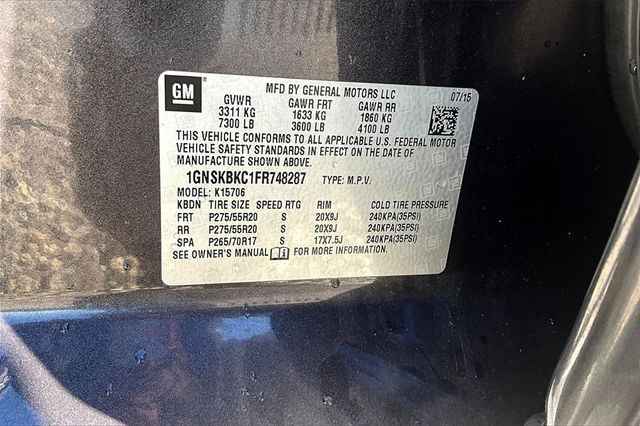 GM
MFD BY GENERAL MOTORS LLC
07/15
GVWR GAWR FRT GAWR RR
3311 KG 1633 KG 1860 KG
7300 LB 3600 LB 4100 LB
THIS VEHICLE CONFORMS TO ALL APPLICABLE U.S. FEDERAL MOTOR
VEHICLE SAFETY STANDARDS IN EFFECT ON THE DATE OF
MANUFACTURE SHOWN ABOVE.
1GNSKBKC1FR748287 TYPE: M.P.V.
MODEL: K15706
KBDN TIRE SIZE SPEED RTG RIM COLD TIRE PRESSURE
FRT P275/55R20 S 20X9J 240KPA(35PSI)
RR P275/55R20 S 20X9J 240KPA(35PSI)
SPA P265/70R17 S 17X7.5J 240KPA(35PSI)
SEE OWNER'S MANUAL FOR MORE INFORMATION.